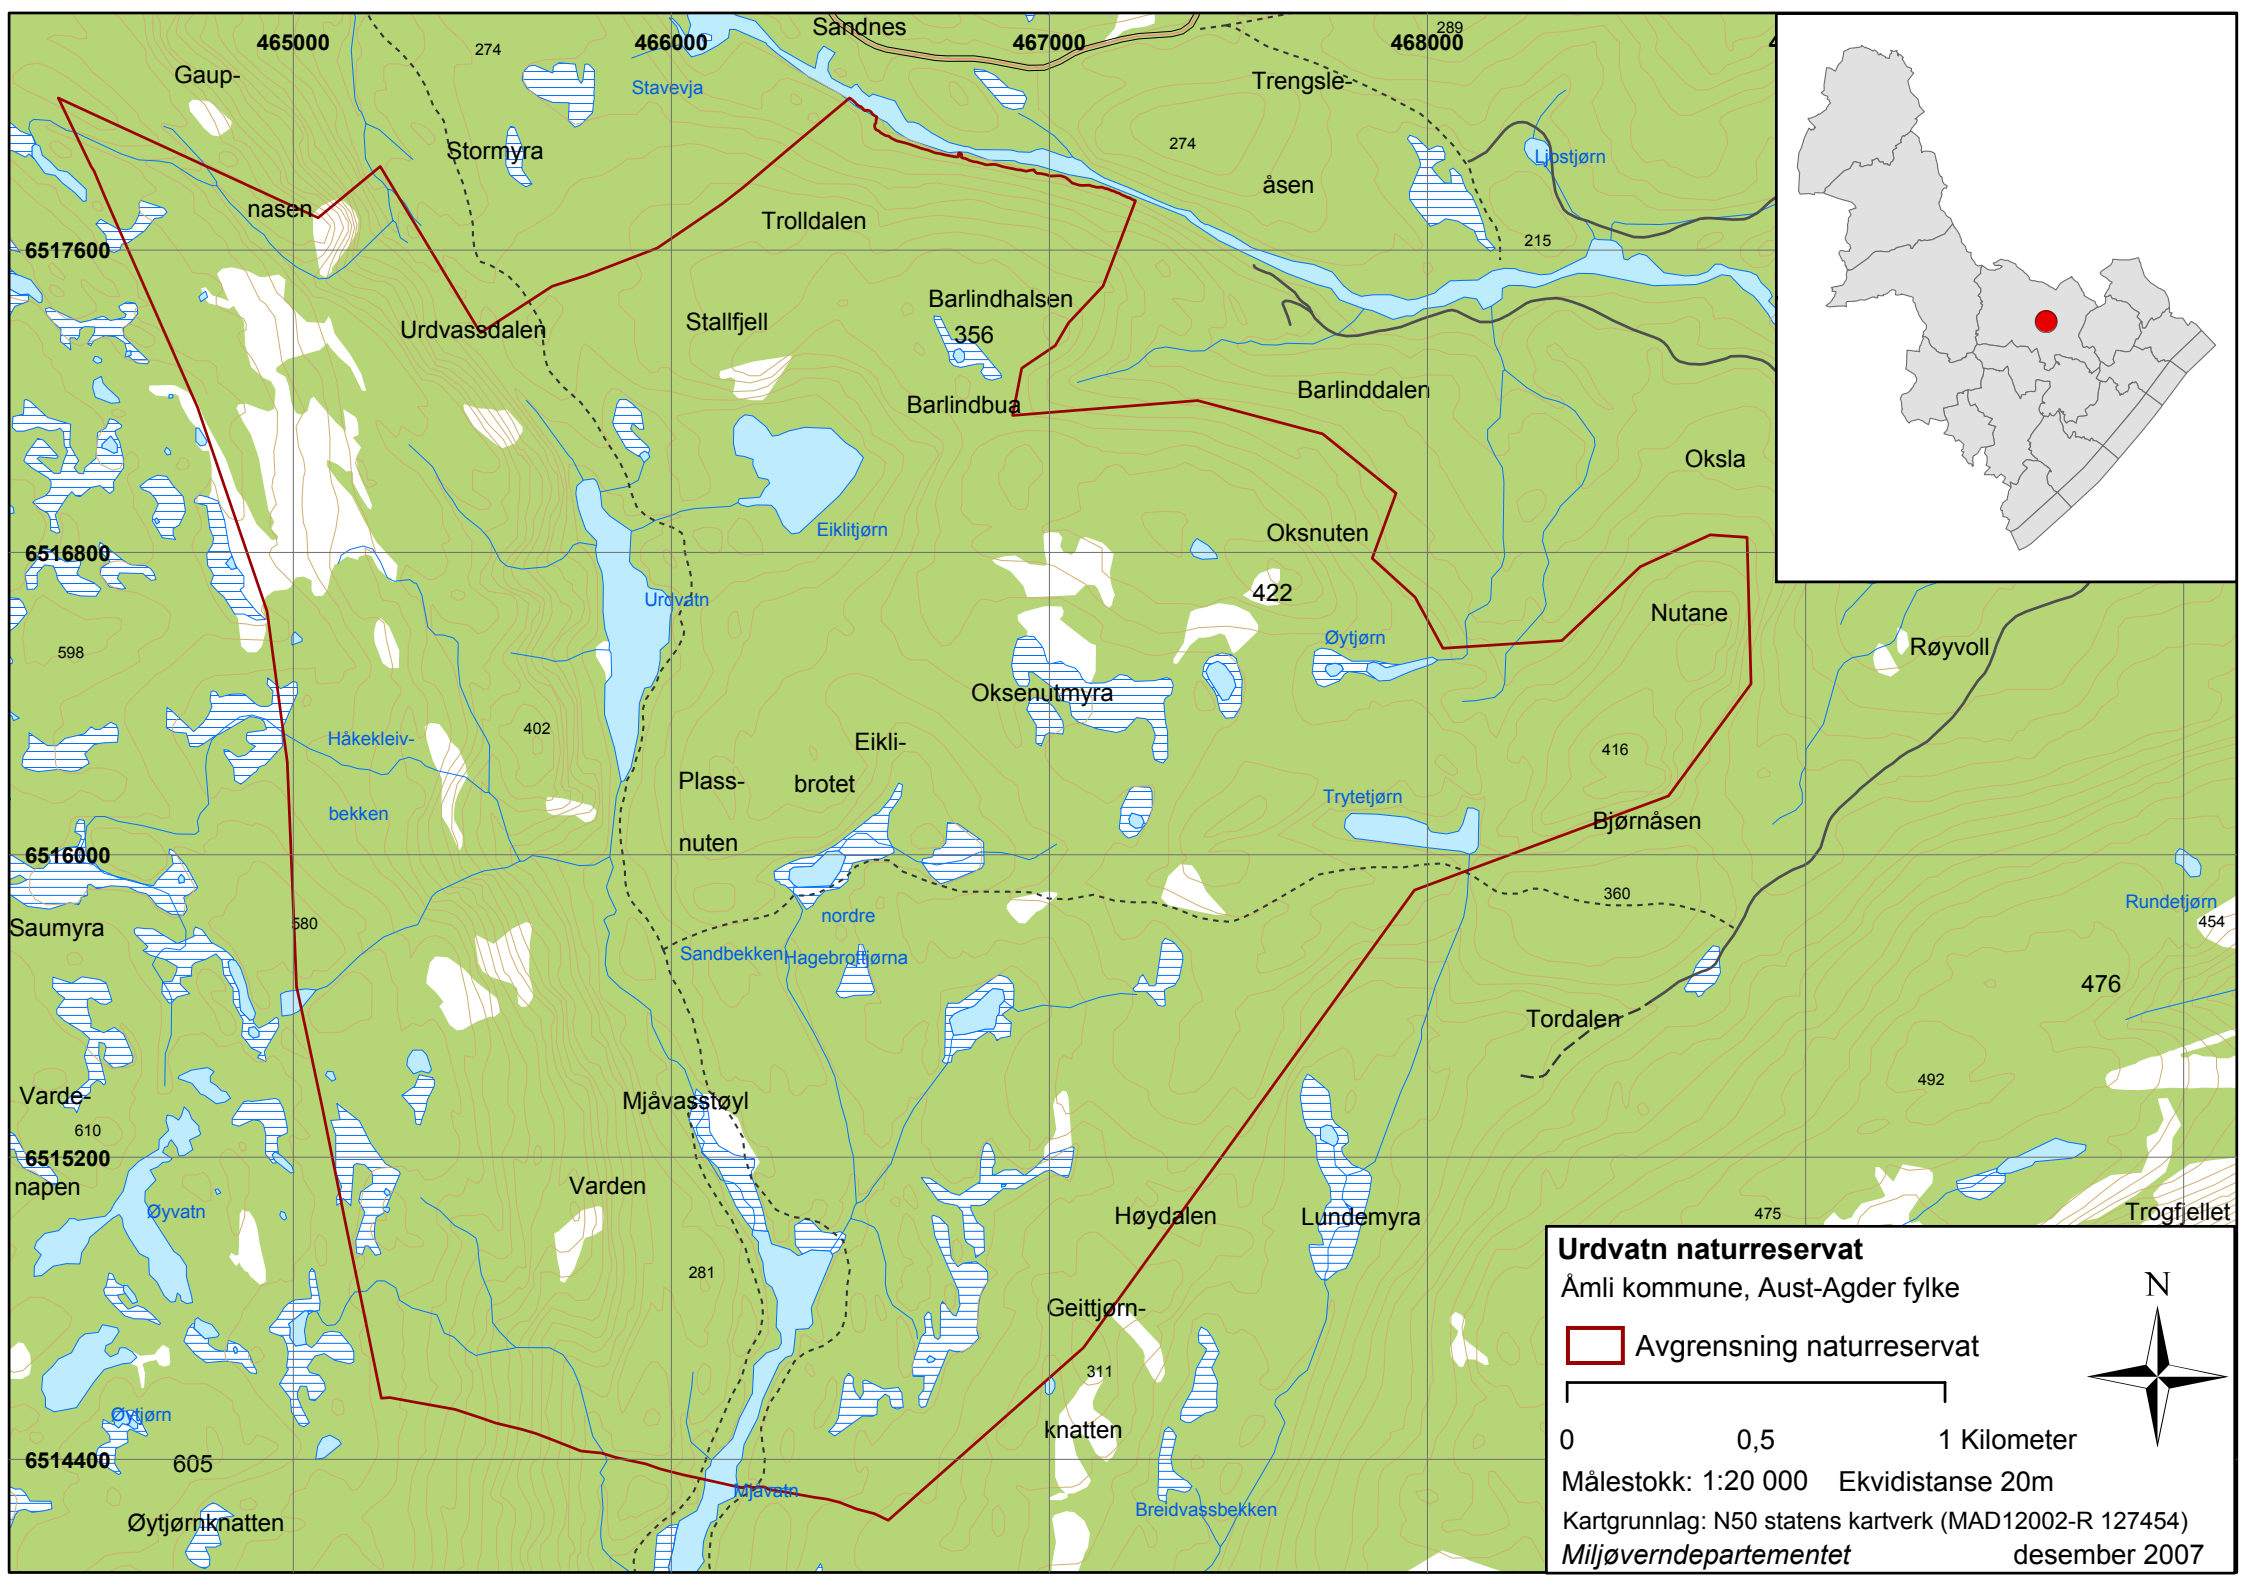 Sandnes
289
465000
466000
467000
468000
274
Gaup-
Stavevja
Trengsle-
Stormyra
274
Ljostjørn
åsen
nasen
Trolldalen
215
6517600
Barlindhalsen
Stallfjell
Urdvassdalen
356
Barlinddalen
Barlindbua
Oksla
Eiklitjørn
Oksnuten
6516800
422
Urdvatn
Nutane
Øytjørn
Røyvoll
598
Oksenutmyra
402
Håkekleiv-
Eikli-
416
Plass-
brotet
Trytetjørn
bekken
Bjørnåsen
nuten
6516000
360
Rundetjørn
nordre
454
580
Saumyra
Sandbekken
Hagebrottjørna
476
Tordalen
492
Varde-
Mjåvasstøyl
610
6515200
napen
Varden
Øyvatn
Høydalen
Lundemyra
475
Trogfjellet
281
Geittjørn-
311
Øytjørn
knatten
6514400
605
Mjåvatn
Breidvassbekken
Øytjørnknatten
Urdvatn naturreservat
Åmli kommune, Aust-Agder fylke
N
Avgrensning naturreservat
0 0,5 1 Kilometer
Målestokk: 1:20 000 Ekvidistanse 20m
Kartgrunnlag: N50 statens kartverk (MAD12002-R 127454)
Miljøverndepartementet desember 2007